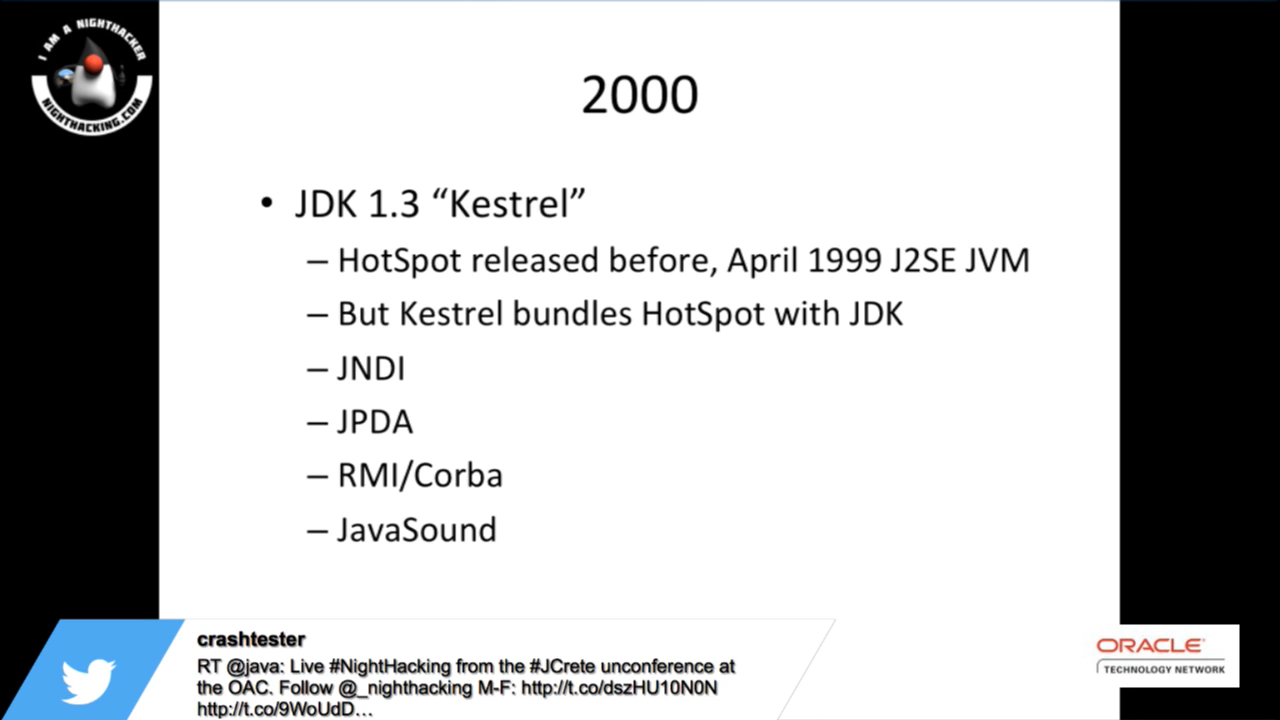 I AM A NIGHTHACKER
NIGHTHACKING.COM
2000
• JDK 1.3 “Kestrel”
– HotSpot released before, April 1999 J2SE JVM
– But Kestrel bundles HotSpot with JDK
– JNDI
– JPDA
– RMI/Corba
– JavaSound
crashtester
RT @java: Live #NightHacking from the #JCrete unconference at
the OAC. Follow @_nighthacking M-F: http://t.co/dszHU10N0N
http://t.co/9WoUdD…
ORACLE
TECHNOLOGY NETWORK